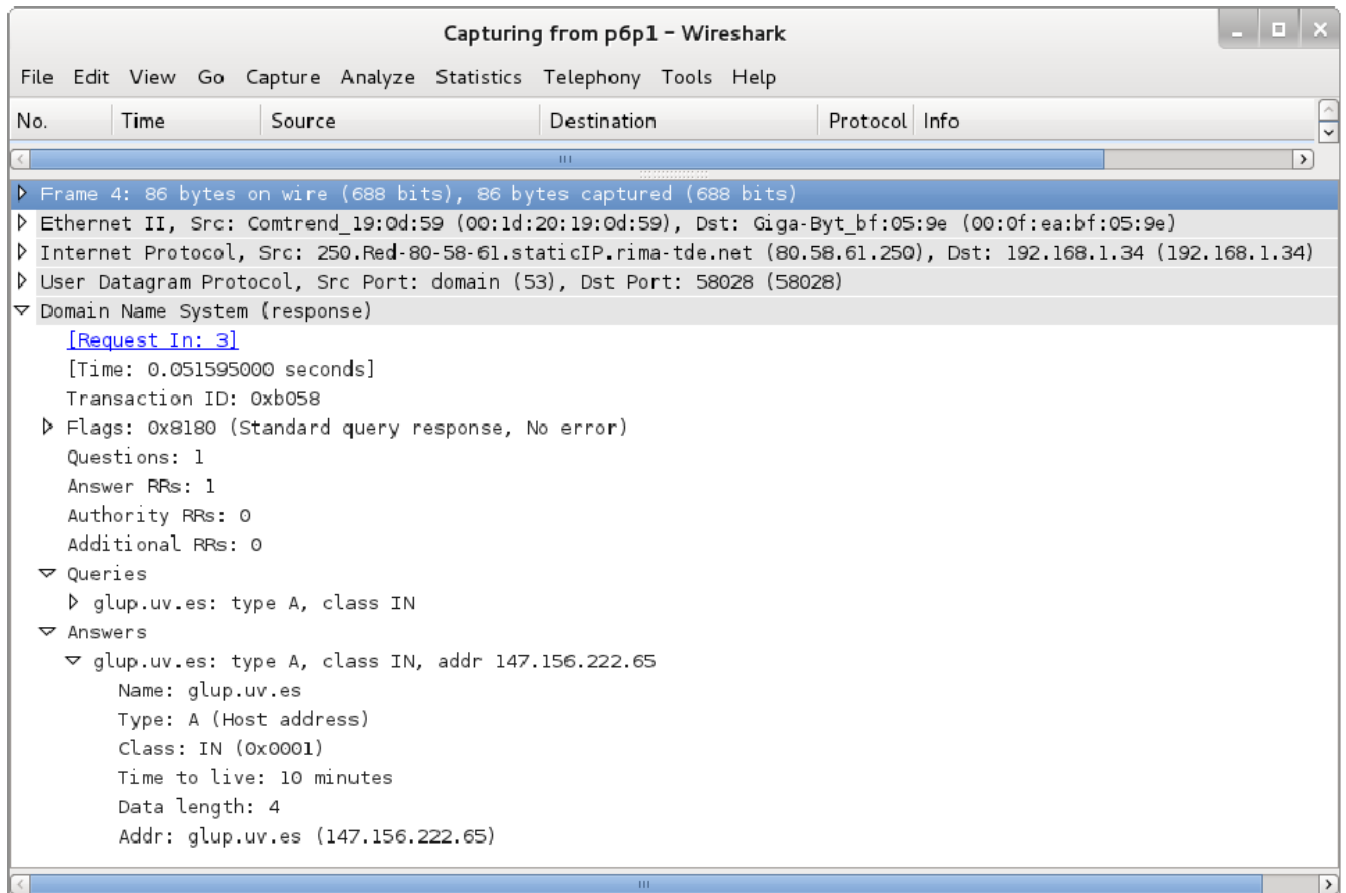 Capturing from p6p1 - Wireshark
File Edit View Go Capture Analyze Statistics Telephony Tools Help
No. Time Source Destination Protocol Info
Frame 4: 86 bytes on wire (688 bits), 86 bytes captured (688 bits)
Ethernet II, Src: Comtrend_19:0d:59 (00:1d:20:19:0d:59), Dst: Giga-Byt_bf:05:9e (00:0f:ea:bf:05:9e)
Internet Protocol, Src: 250.Red-80-58-61.staticIP.rima-tde.net (80.58.61.250), Dst: 192.168.1.34 (192.168.1.34)
User Datagram Protocol, Src Port: domain (53), Dst Port: 58028 (58028)
Domain Name System (response)
[Request In: 3]
[Time: 0.051595000 seconds]
Transaction ID: 0xb058
Flags: 0x8180 (Standard query response, No error)
Questions: 1
Answer RRs: 1
Authority RRs: 0
Additional RRs: 0
Queries
glup.uv.es: type A, class IN
Answers
glup.uv.es: type A, class IN, addr 147.156.222.65
Name: glup.uv.es
Type: A (Host address)
Class: IN (0x0001)
Time to live: 10 minutes
Data length: 4
Addr: glup.uv.es (147.156.222.65)